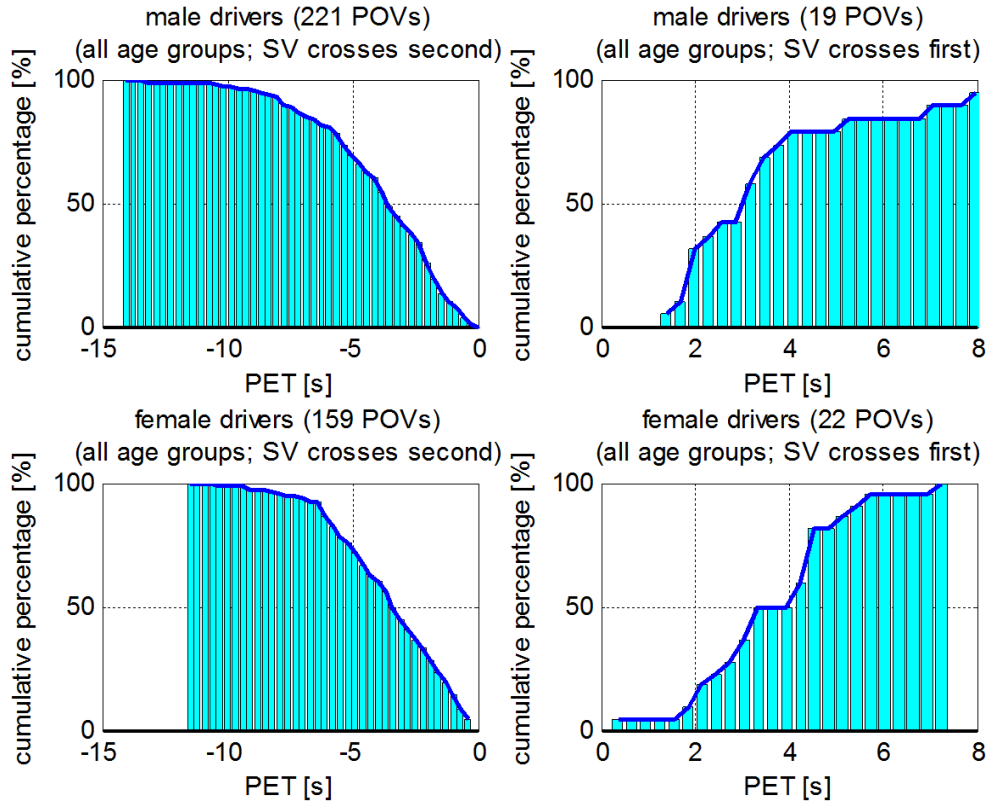 male drivers (221 POVs)
(all age groups; SV crosses second)
cumulative percentage [%]
100
50
0
-15
-10
-5
0
PET [s]
male drivers (19 POVs)
(all age groups; SV crosses first)
cumulative percentage [%]
100
50
0
0
2
4
6
8
PET [s]
female drivers (159 POVs)
(all age groups; SV crosses second)
cumulative percentage [%]
100
50
0
-15
-10
-5
0
PET [s]
female drivers (22 POVs)
(all age groups; SV crosses first)
cumulative percentage [%]
100
50
0
0
2
4
6
8
PET [s]